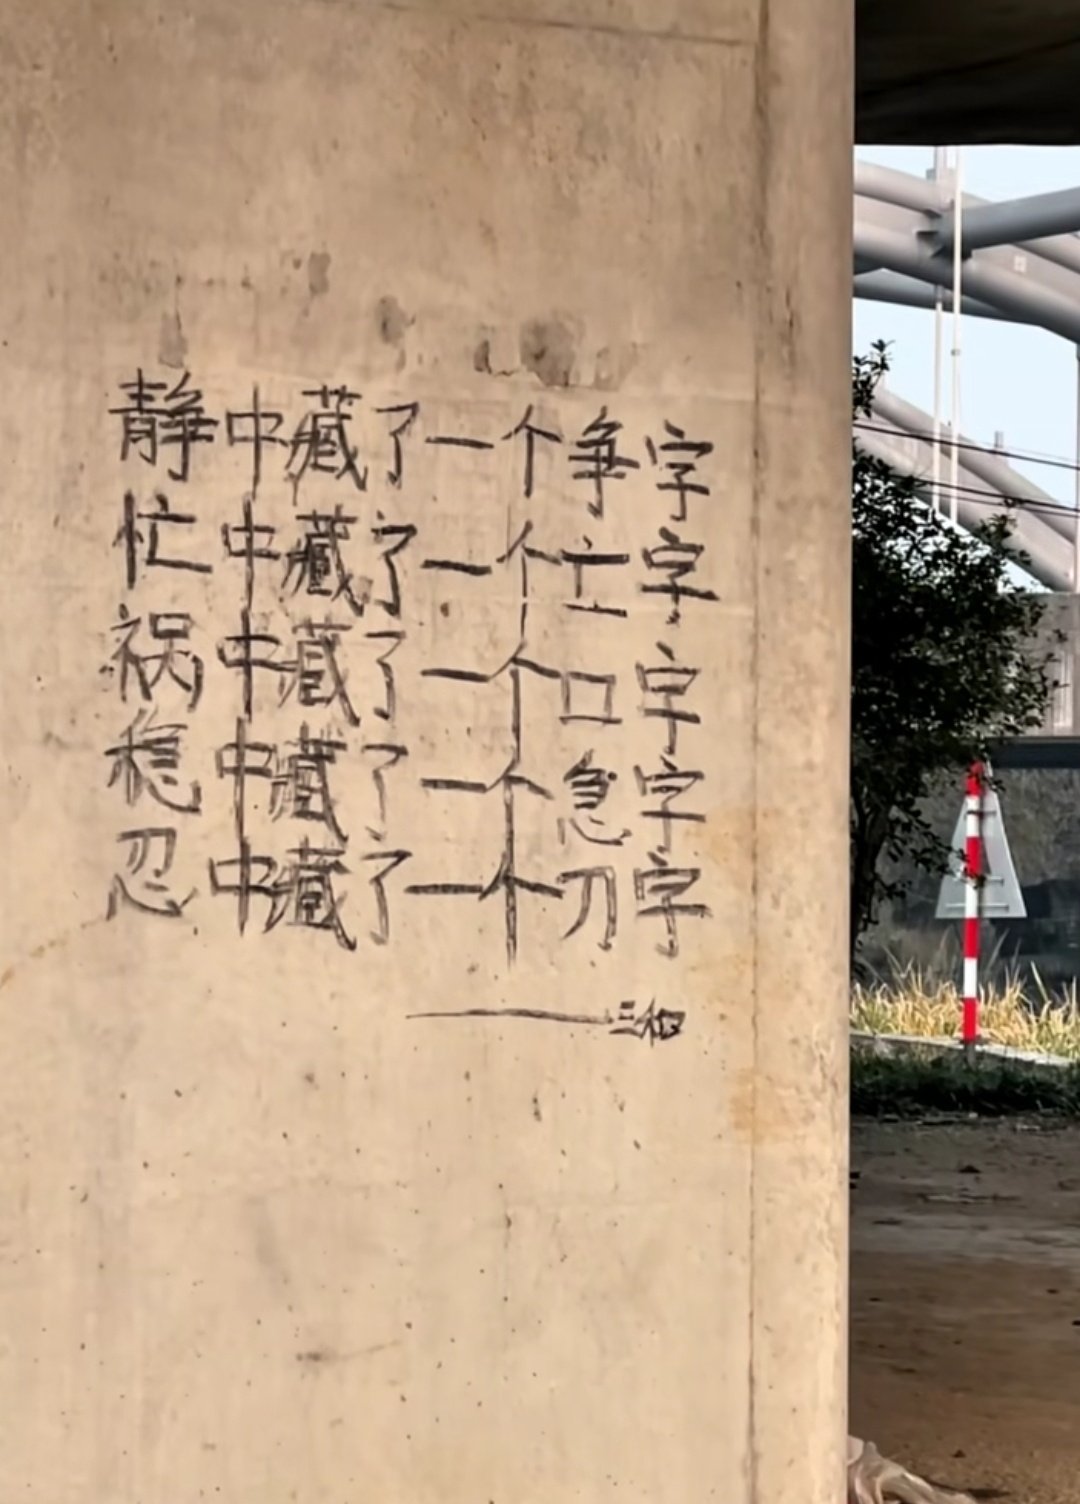 静中藏了一个争字
忙中藏了一个亡字
祸中藏了一个口字
稳中藏了一个急字
忍中藏了一个刀字
——三和